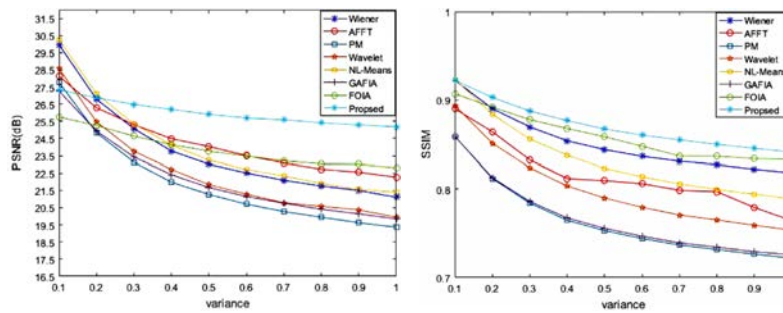 31.5
30.5
29.5
28.5
27.5
26.5
25.5
24.5
23.5
22.5
21.5
20.5
19.5
18.5
17.5
16.5
PSNR(dB)
0.1 0.2 0.3 0.4 0.5 0.6 0.7 0.8 0.9 1
variance
Wiener
AFFT
PM
Wavelet
NL-Means
GAFIA
FOIA
Propsed
1
0.9
0.8
0.7
SSIM
0.1 0.2 0.3 0.4 0.5 0.6 0.7 0.8 0.9
variance
Wiener
AFFT
PM
Wavelet
NL-Means
GAFIA
FOIA
Propsed